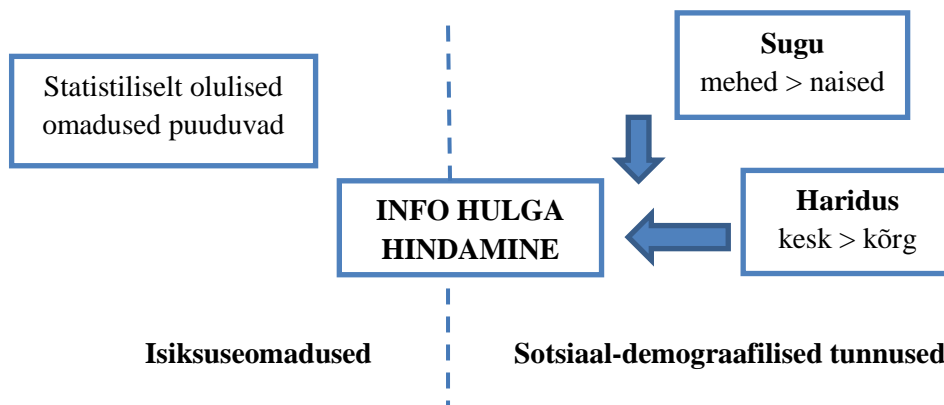 Sugu
mehed > naised
Statistiliselt olulised
omadused puuduvad
INFO HULGA
HINDAMINE
Haridus
kesk > kõrg
Isiksuseomadused
Sotsiaal-demograafilised tunnused